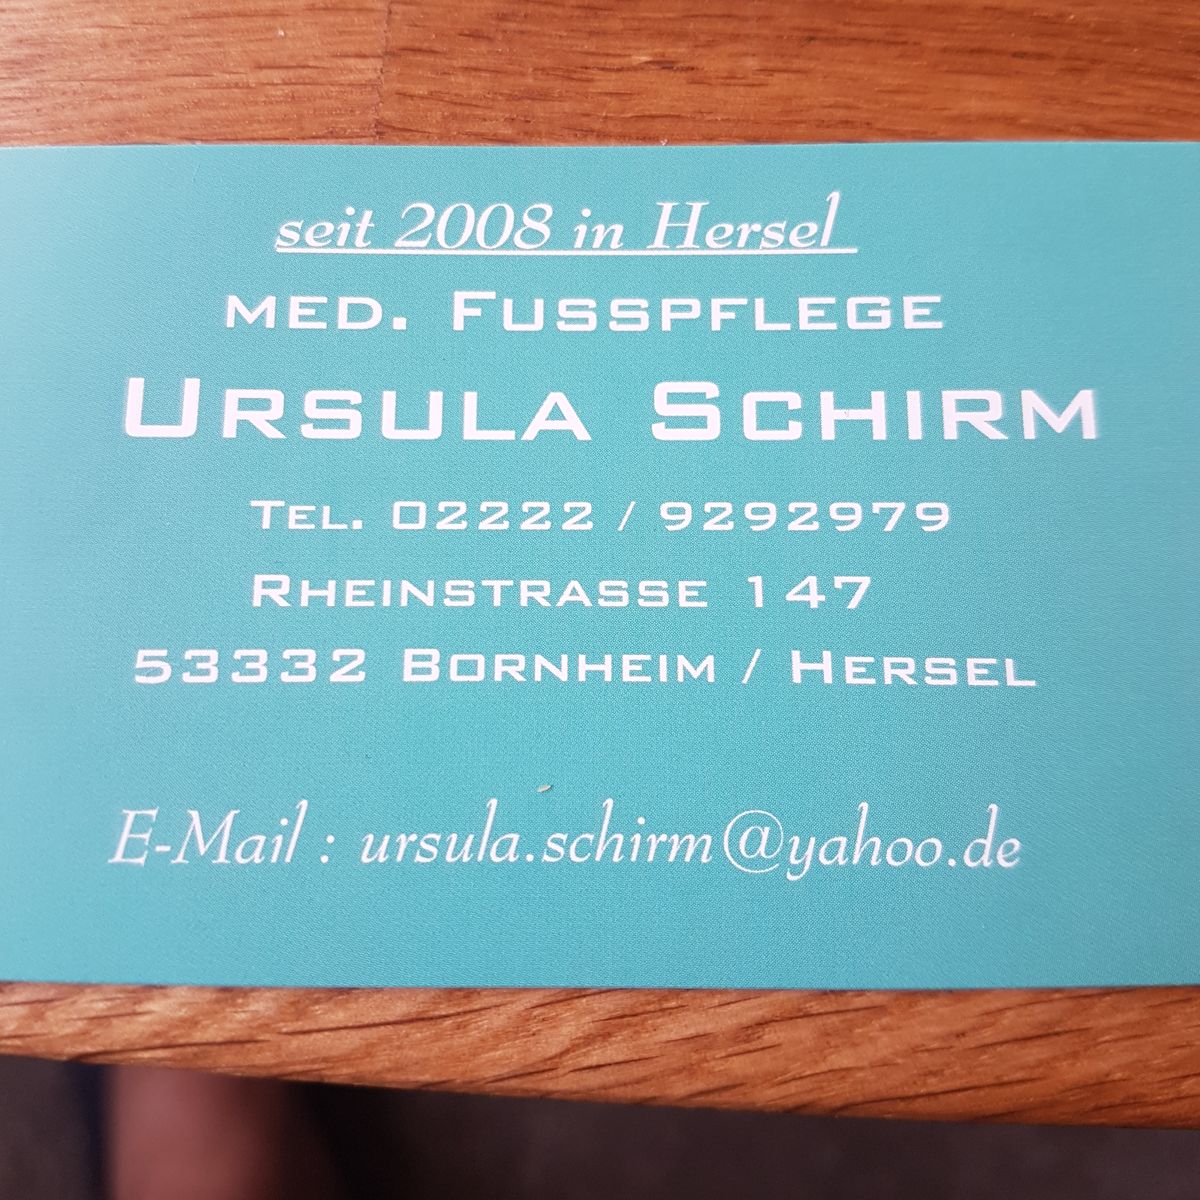 seit 2008 in Hersel
MED. FUSSPFLEGE
URSULA SCHIRM
TEL. 02222 / 9292979
RHEINSTRASSE 147
53332 BORNHEIM / HERSEL
E-Mail : ursula.schirm@yahoo.de